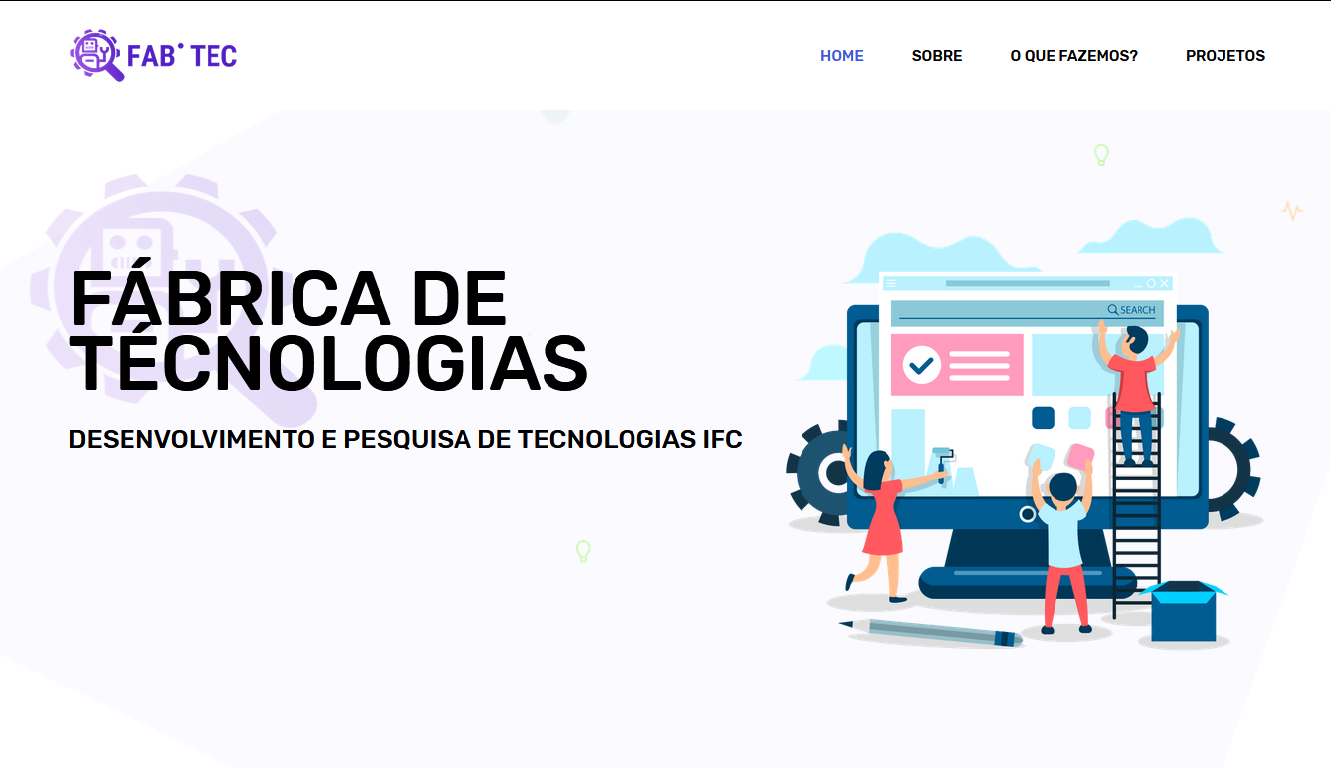 FAB° TEC
HOME
SOBRE
O QUE FAZEMOS?
PROJETOS
FÁBRICA DE
TÉCNOLOGIAS
DESENVOLVIMENTO E PESQUISA DE TECNOLOGIAS IFC
SEARCH